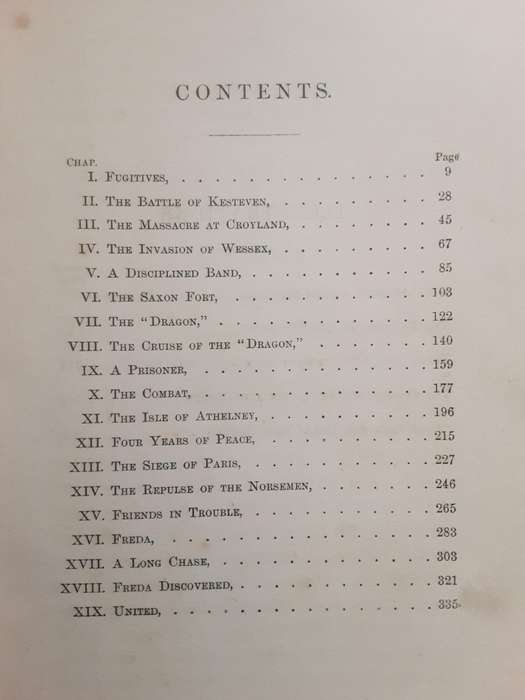 CONTENTS.
CHAP. Page
I. FUGITIVES, . . . . . . . . . . . . 9
II. THE BATTLE OF KESTEVEN, . . . . . . . . 28
III. THE MASSACRE AT CROYLAND, . . . . . . . 45
IV. THE INVASION OF WESSEX, . . . . . . . . 67
V. A DISCIPLINED BAND, . . . . . . . . . . 85
VI. THE SAXON FORT, . . . . . . . . . . . 103
VII. THE "DRAGON," . . . . . . . . . . . . 122
VIII. THE CRUISE OF THE "DRAGON," . . . . . . 140
IX. A PRISONER, . . . . . . . . . . . . 159
X. THE COMBAT, . . . . . . . . . . . . 177
XI. THE ISLE OF ATHELNEY, . . . . . . . . . 196
XII. FOUR YEARS OF PEACE, . . . . . . . . . 215
XIII. THE SIEGE OF PARIS, . . . . . . . . . . 227
XIV. THE REPULSE OF THE NORSEMEN, . . . . . . 246
XV. FRIENDS IN TROUBLE, . . . . . . . . . . 265
XVI. FREDA, . . . . . . . . . . . . . . 283
XVII. A LONG CHASE, . . . . . . . . . . . 303
XVIII. FREDA DISCOVERED, . . . . . . . . . . 321
XIX. UNITED, . . . . . . . . . . . . . . 335